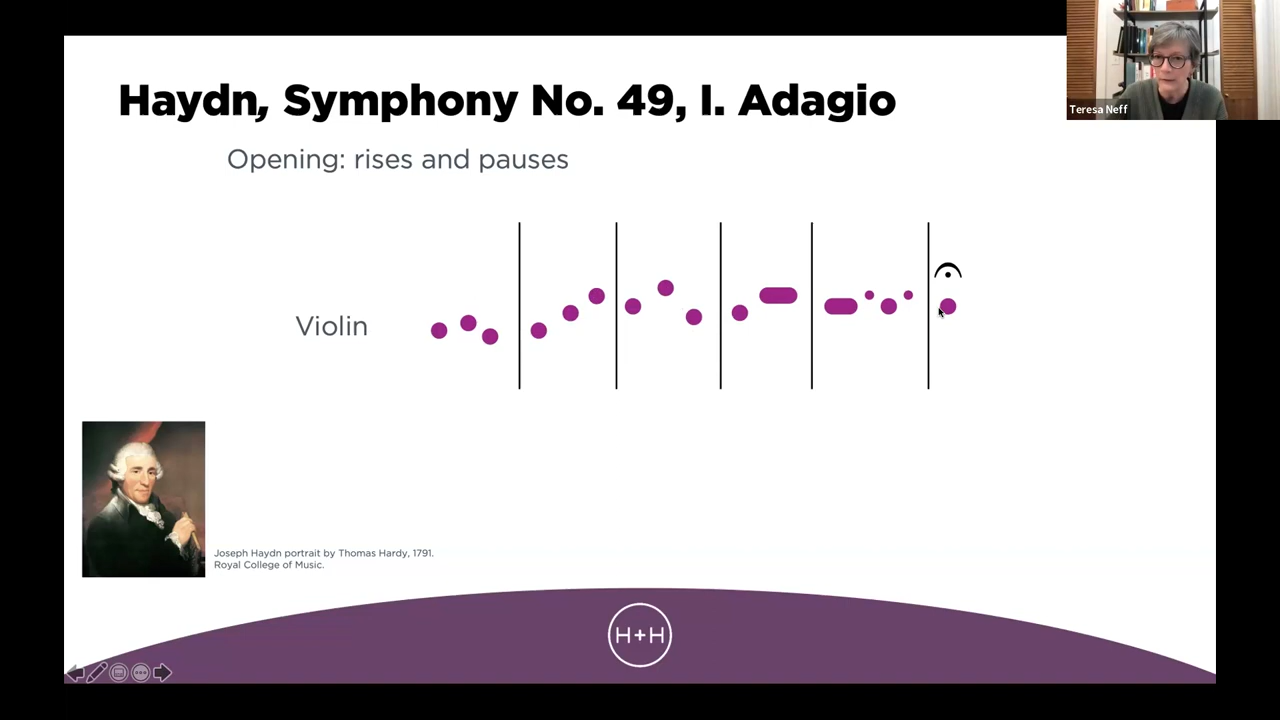 Haydn, Symphony No. 49, I. Adagio
Teresa Neff
Opening: rises and pauses
Violin
Joseph Haydn portrait by Thomas Hardy, 1791.
Royal College of Music.
H+H